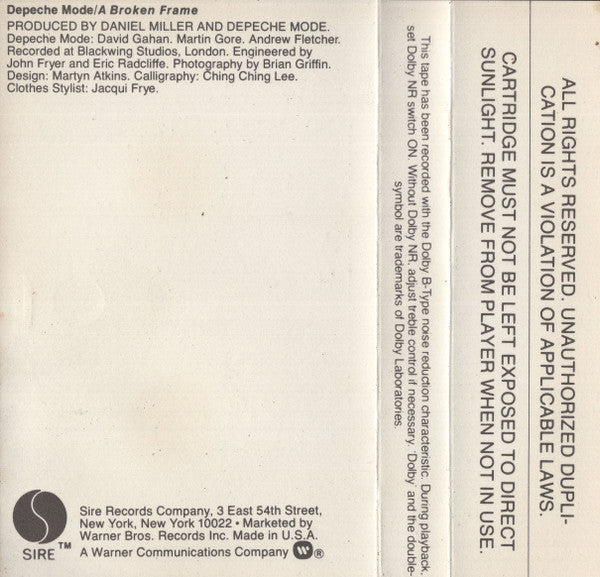 Depeche Mode/A Broken Frame
PRODUCED BY DANIEL MILLER AND DEPECHE MODE.
Depeche Mode: David Gahan. Martin Gore. Andrew Fletcher.
Recorded at Blackwing Studios, London. Engineered by
John Fryer and Eric Radcliffe. Photography by Brian Griffin.
Design: Martyn Atkins. Calligraphy: Ching Ching Lee.
Clothes Stylist: Jacqui Frye.
SIRE™
Sire Records Company, 3 East 54th Street,
New York, New York 10022 • Marketed by
Warner Bros. Records Inc. Made in U.S.A.
A Warner Communications Company ®
This tape has been recorded with the Dolby B-Type noise reduction characteristic. During playback,
set Dolby NR switch ON. Without Dolby NR, adjust treble control if necessary. 'Dolby' and the double-
symbol are trademarks of Dolby Laboratories.
CARTRIDGE MUST NOT BE LEFT EXPOSED TO DIRECT
SUNLIGHT. REMOVE FROM PLAYER WHEN NOT IN USE.
ALL RIGHTS RESERVED. UNAUTHORIZED DUPLI-
CATION IS A VIOLATION OF APPLICABLE LAWS.